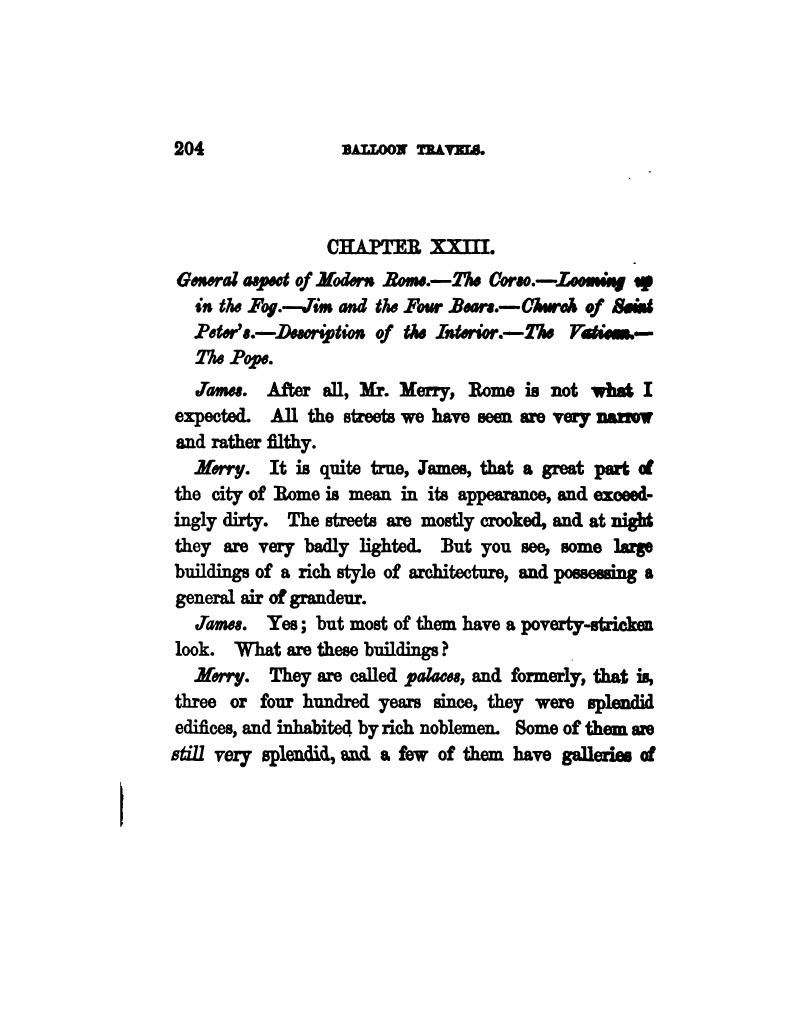 204 BALLOON TRAVELS.
CHAPTER XXIII.
General aspect of Modern Rome.—The Corso.—Looming up
in the Fog.—Jim and the Four Bears.—Church of Saint
Peter's.—Description of the Interior.—The Vatican.—
The Pope.
James. After all, Mr. Merry, Rome is not what I
expected. All the streets we have seen are very narrow
and rather filthy.
Merry. It is quite true, James, that a great part of
the city of Rome is mean in its appearance, and exceed-
ingly dirty. The streets are mostly crooked, and at night
they are very badly lighted. But you see, some large
buildings of a rich style of architecture, and possessing a
general air of grandeur.
James. Yes; but most of them have a poverty-stricken
look. What are these buildings?
Merry. They are called palaces, and formerly, that is,
three or four hundred years since, they were splendid
edifices, and inhabited by rich noblemen. Some of them are
still very splendid, and a few of them have galleries of